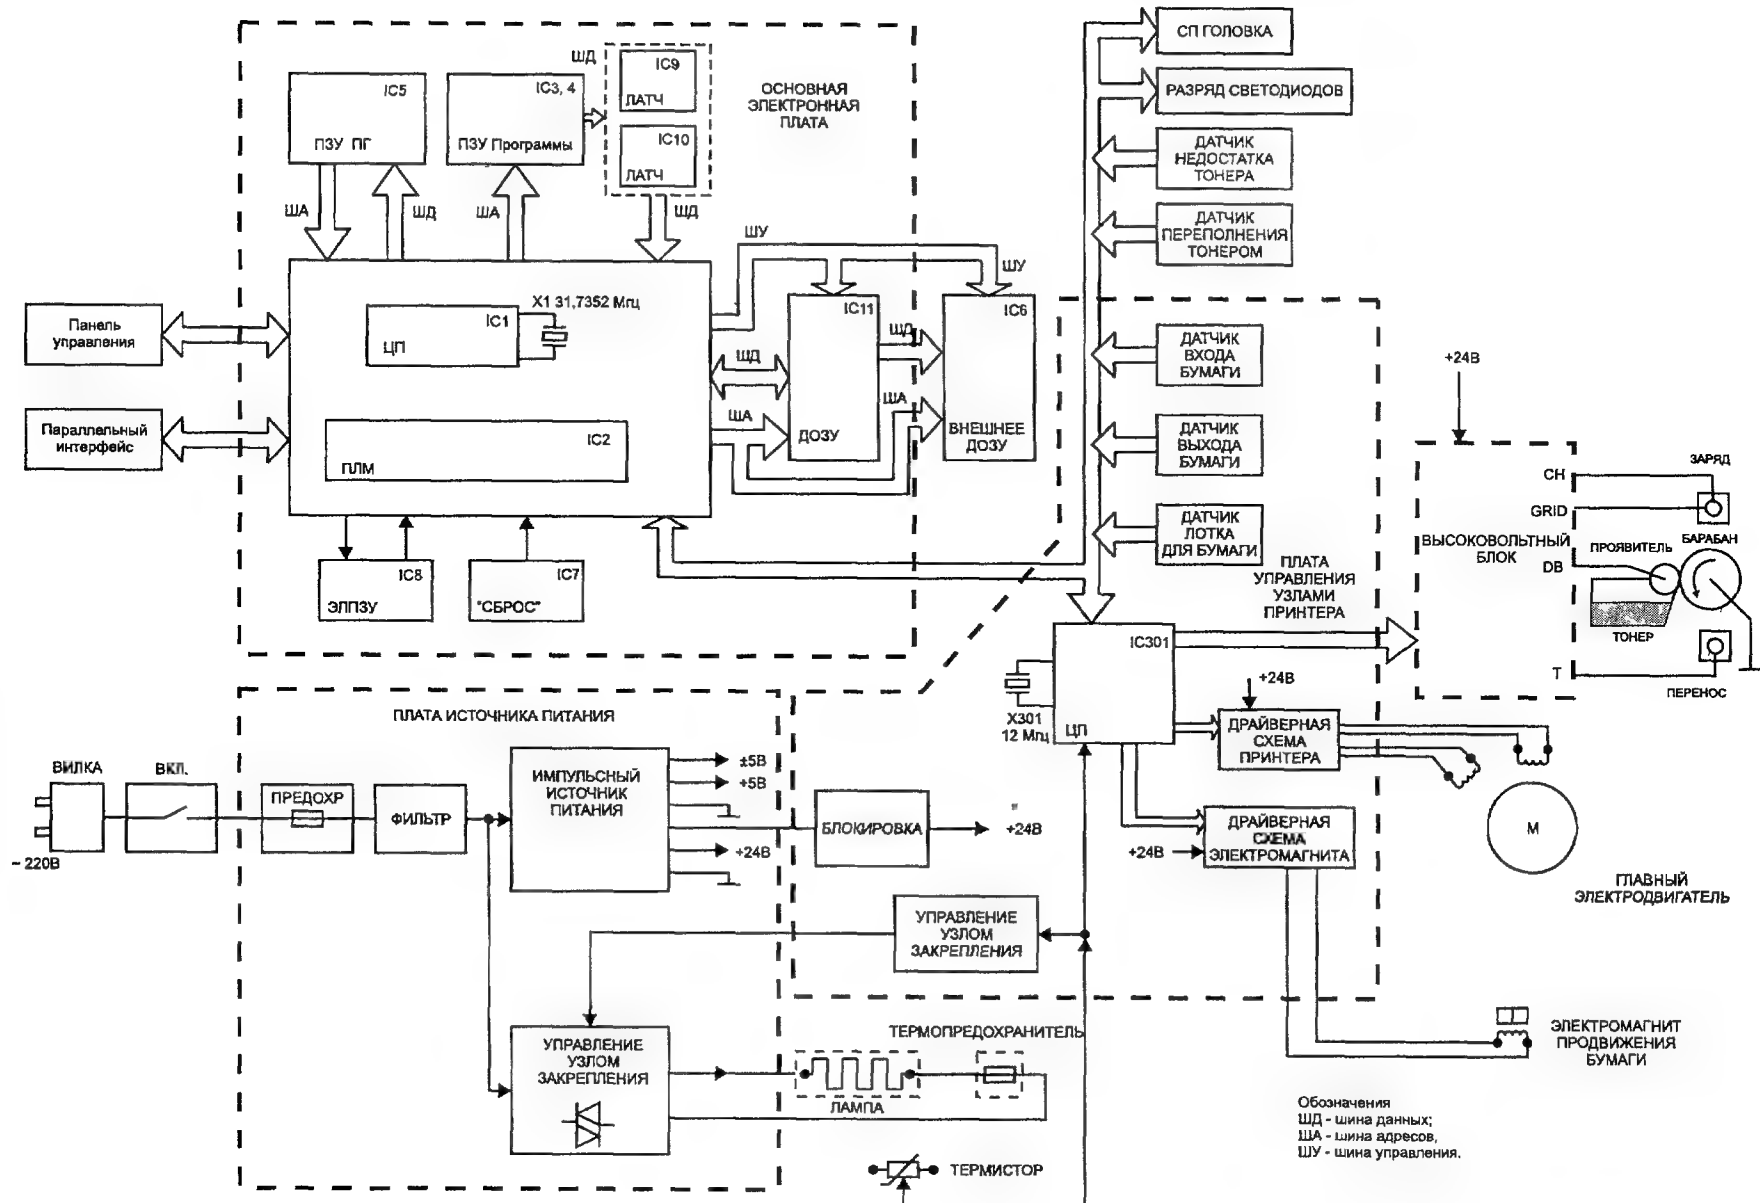 СП ГОЛОВКА
РАЗРЯД СВЕТОДИОДОВ
ДАТЧИК
НЕДОСТАТКА
ТОНЕРА
ДАТЧИК
ПЕРЕПОЛНЕНИЯ
ТОНЕРОМ
ОСНОВНАЯ
ЭЛЕКТРОННАЯ
ПЛАТА
IC5
ПЗУ ПГ
IC3, 4
ПЗУ Программы
ШД
IC9
ЛАТЧ
IC10
ЛАТЧ
ША
ШД
ША
ШД
ШУ
ШУ
Панель
управления
Параллельный
интерфейс
X1 31,7352 Мгц
IC1
ЦП
IC2
ПЛМ
ШД
ША
IC11
ДОЗУ
ШД
ША
IC6
ВНЕШНЕЕ
ДОЗУ
IC8
ЭЛПЗУ
IC7
"СБРОС"
ДАТЧИК
ВХОДА
БУМАГИ
ДАТЧИК
ВЫХОДА
БУМАГИ
ДАТЧИК
ЛОТКА
ДЛЯ БУМАГИ
ПЛАТА
УПРАВЛЕНИЯ
УЗЛАМИ
ПРИНТЕРА
+24В
CH
GRID
ВЫСОКОВОЛЬТНЫЙ
БЛОК
DB
T
ЗАРЯД
ПРОЯВИТЕЛЬ
БАРАБАН
ТОНЕР
ПЕРЕНОС
IC301
ЦП
X301
12 Мгц
+24В
ДРАЙВЕРНАЯ
СХЕМА
ПРИНТЕРА
ДРАЙВЕРНАЯ
СХЕМА
ЭЛЕКТРОМАГНИТА
+24В
М
ГЛАВНЫЙ
ЭЛЕКТРОДВИГАТЕЛЬ
ПЛАТА ИСТОЧНИКА ПИТАНИЯ
ВИЛКА
~ 220В
ВКЛ.
ПРЕДОХР
ФИЛЬТР
ИМПУЛЬСНЫЙ
ИСТОЧНИК
ПИТАНИЯ
±5В
+5В
+24В
БЛОКИРОВКА
+24В
УПРАВЛЕНИЕ
УЗЛОМ
ЗАКРЕПЛЕНИЯ
УПРАВЛЕНИЕ
УЗЛОМ
ЗАКРЕПЛЕНИЯ
ТЕРМОПРЕДОХРАНИТЕЛЬ
ЛАМПА
ТЕРМИСТОР
ЭЛЕКТРОМАГНИТ
ПРОДВИЖЕНИЯ
БУМАГИ
Обозначения
ШД - шина данных;
ША - шина адресов,
ШУ - шина управления.